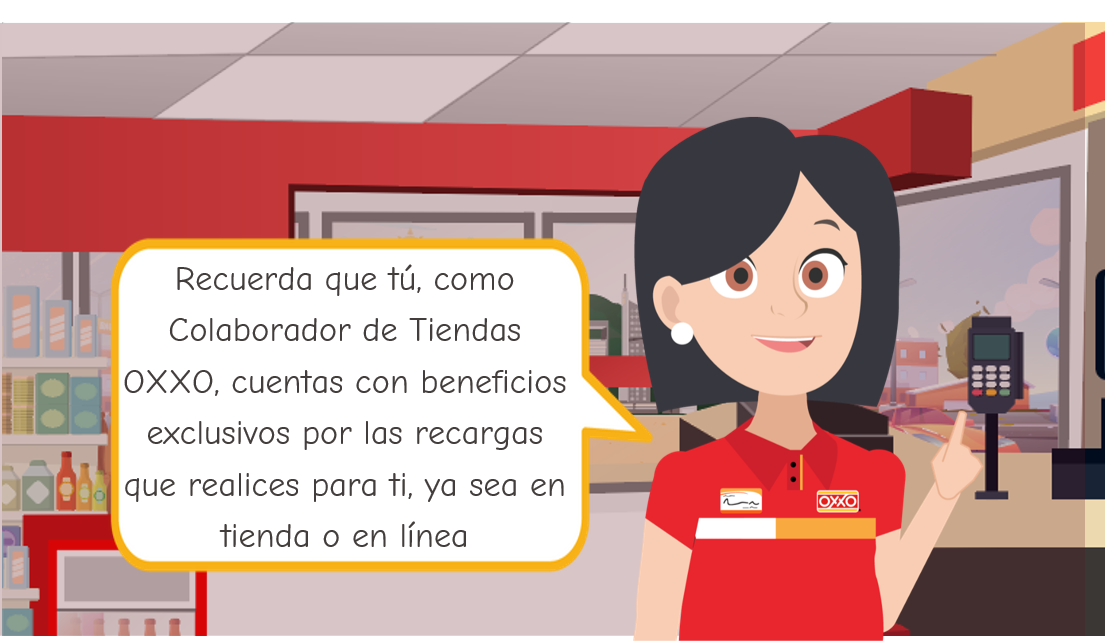 Recuerda que tú, como
Colaborador de Tiendas
OXXO, cuentas con beneficios
exclusivos por las recargas
que realices para ti, ya sea en
tienda o en línea
OXXO